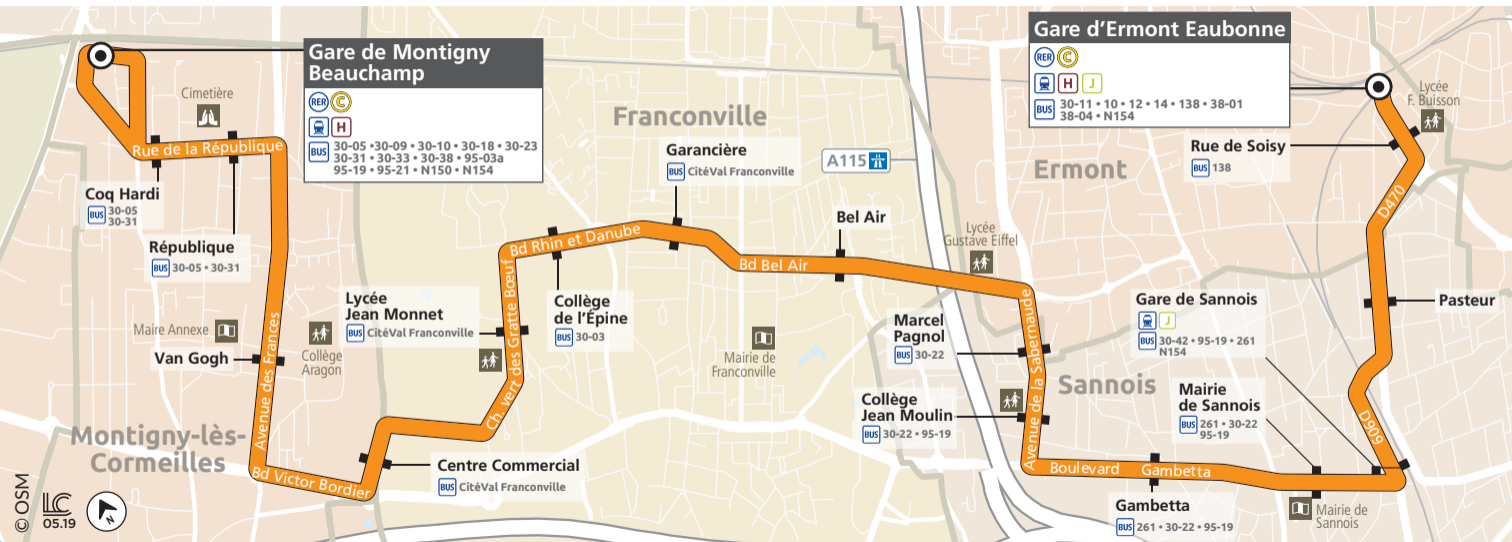 Gare de Montigny
Beauchamp
RER C
H
BUS 30-05 •30-09 • 30-10 • 30-18 • 30-23
30-31 • 30-33 • 30-38 • 95-03a
95-19 • 95-21 • N150 • N154
Cimetière
Rue de la République
Coq Hardi
BUS 30-05
30-31
République
BUS 30-05 • 30-31
Maire Annexe
Van Gogh
Avenue des Frances
Collège
Aragon
Montigny-lès-
Cormeilles
Bd Victor Bordier
Centre Commercial
BUS CitéVal Franconville
Lycée
Jean Monnet
BUS CitéVal Franconville
Ch. vert des Gratte Bœuf
Bd Rhin et Danube
Collège
de l'Épine
BUS 30-03
Franconville
Garancière
BUS CitéVal Franconville
A115
Bd Bel Air
Bel Air
Mairie de
Franconville
Lycée
Gustave Eiffel
Marcel
Pagnol
BUS 30-22
Collège
Jean Moulin
BUS 30-22 • 95-19
Avenue de la Sabernaude
Boulevard Gambetta
Gambetta
BUS 261 • 30-22 • 95-19
Sannois
Mairie
de Sannois
BUS 261 • 30-22
95-19
Mairie de
Sannois
Gare de Sannois
J
BUS 30-42 • 95-19 • 261
N154
D909
Pasteur
D470
Ermont
Rue de Soisy
BUS 138
Lycée
F. Buisson
Gare d'Ermont Eaubonne
RER C
H J
BUS 30-11 • 10 • 12 • 14 • 138 • 38-01
38-04 • N154
© OSM
LC
05.19
N